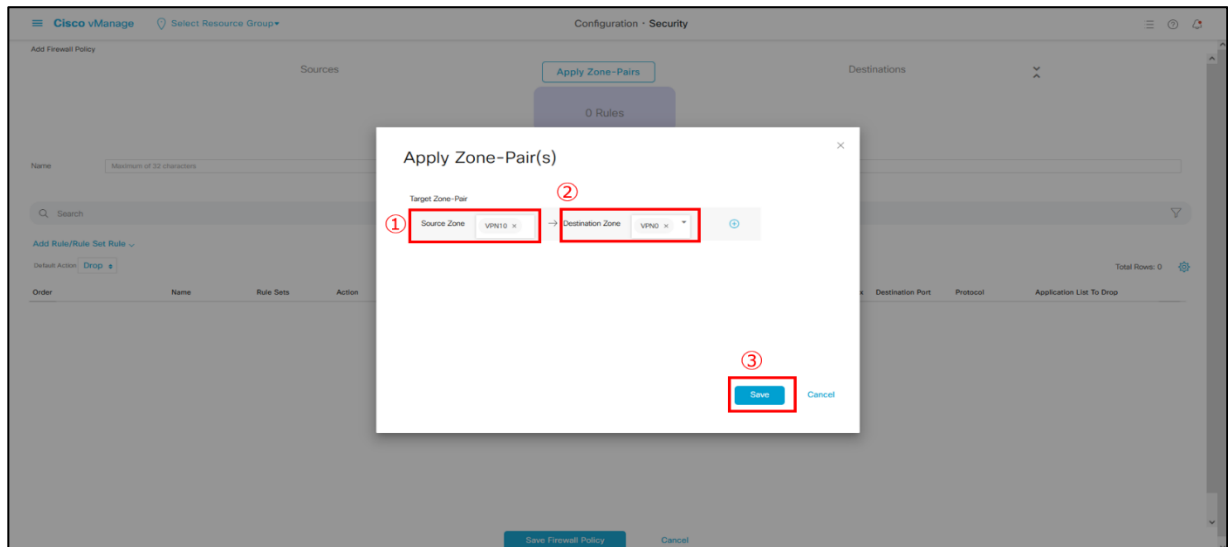 Cisco vManage
Select Resource Group
Configuration · Security
Add Firewall Policy
Sources
Apply Zone-Pairs
Destinations
0 Rules
Name
Maximum of 32 characters
Apply Zone-Pair(s)
×
Target Zone-Pair
②
①
Source Zone
VPN10 ×
→
Destination Zone
VPN0 ×
Search
Add Rule/Rule Set Rule
Default Action Drop
Total Rows: 0
Order Name Rule Sets Action
Destination Port Protocol Application List To Drop
③
Save
Cancel
Save Firewall Policy
Cancel